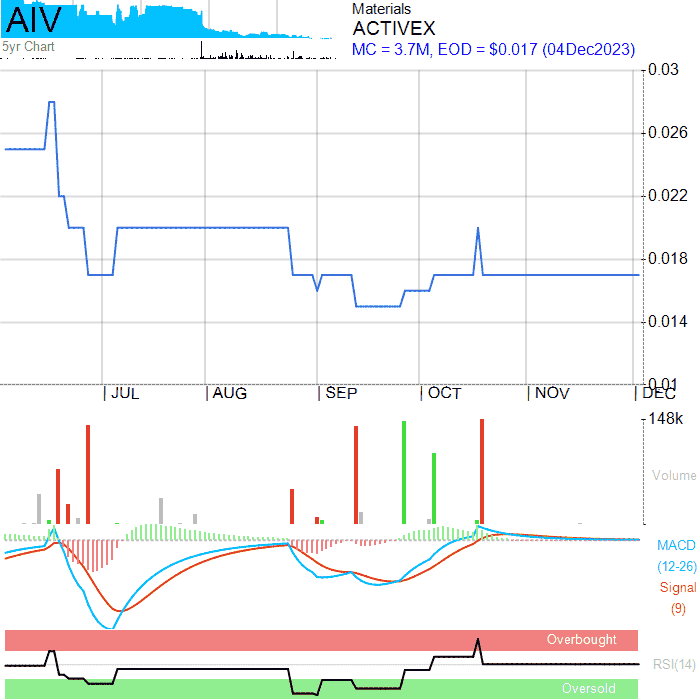 AIV
5yr Chart
Materials
ACTIVEX
MC = 3.7M, EOD = $0.017 (04Dec2023)
0.03
0.026
0.022
0.018
0.014
0.01
JUL
AUG
SEP
OCT
NOV
DEC
148k
Volume
MACD
(12-26)
Signal
(9)
Overbought
RSI(14)
Oversold